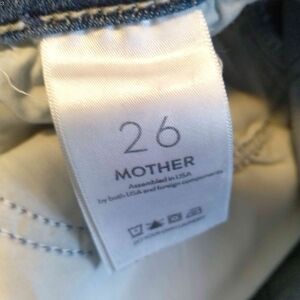 26
MOTHER
Assembled in USA
by both USA and foreign components